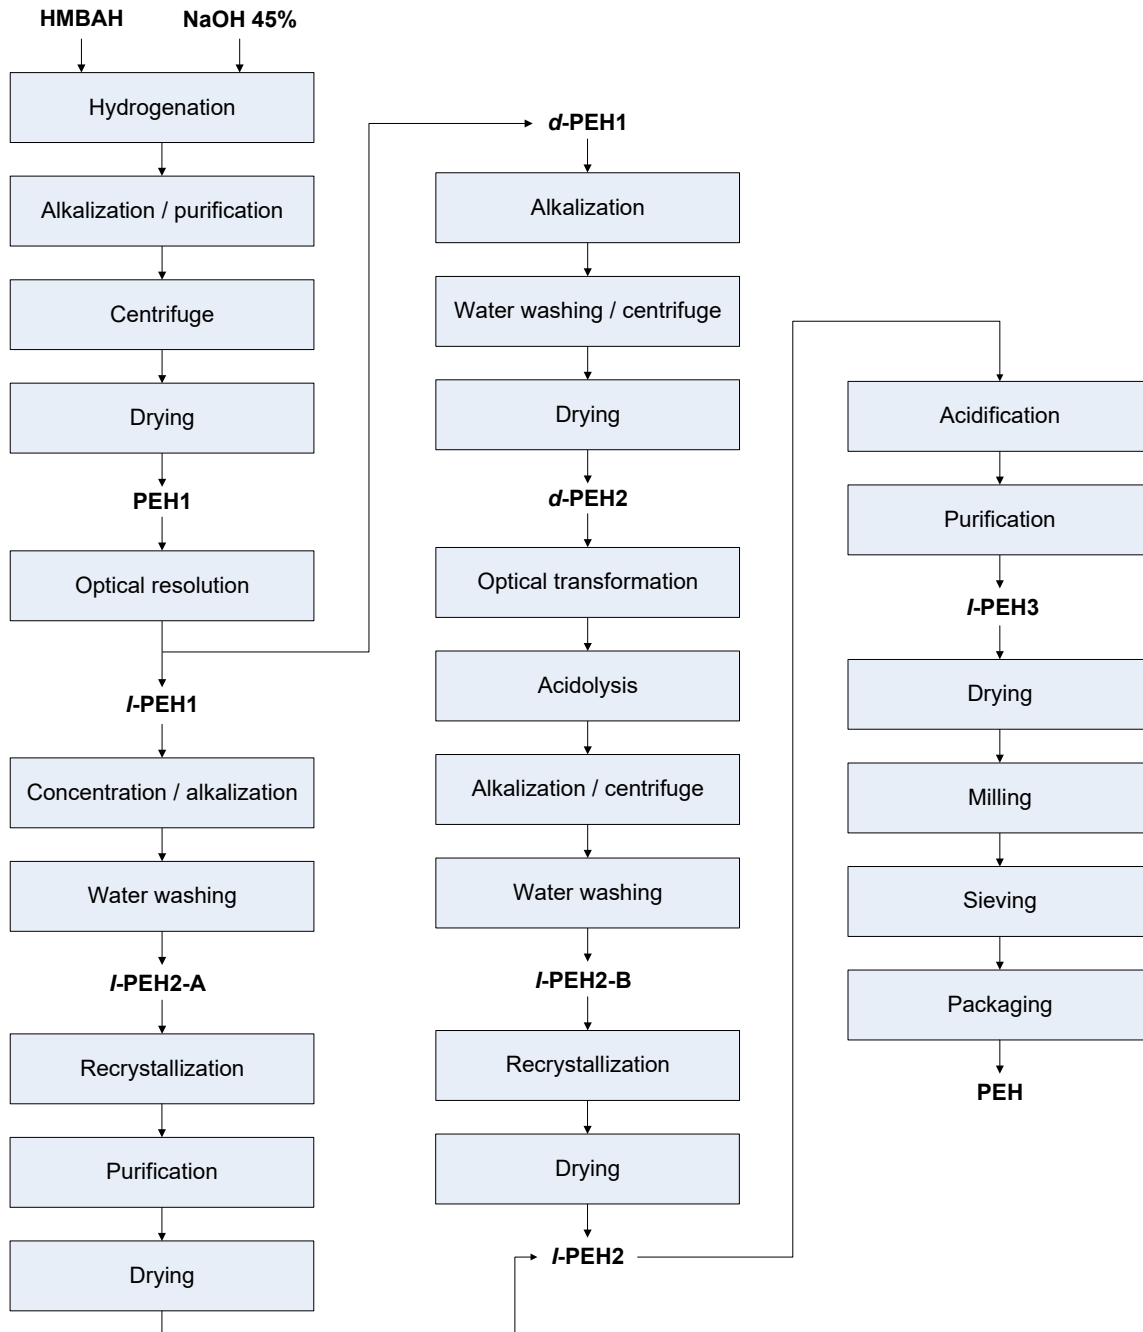 HMBAH
NaOH 45%
Hydrogenation
Alkalization / purification
Centrifuge
Drying
PEH1
Optical resolution
l-PEH1
Concentration / alkalization
Water washing
l-PEH2-A
Recrystallization
Purification
Drying
d-PEH1
Alkalization
Water washing / centrifuge
Drying
d-PEH2
Optical transformation
Acidolysis
Alkalization / centrifuge
Water washing
l-PEH2-B
Recrystallization
Drying
l-PEH2
Acidification
Purification
l-PEH3
Drying
Milling
Sieving
Packaging
PEH